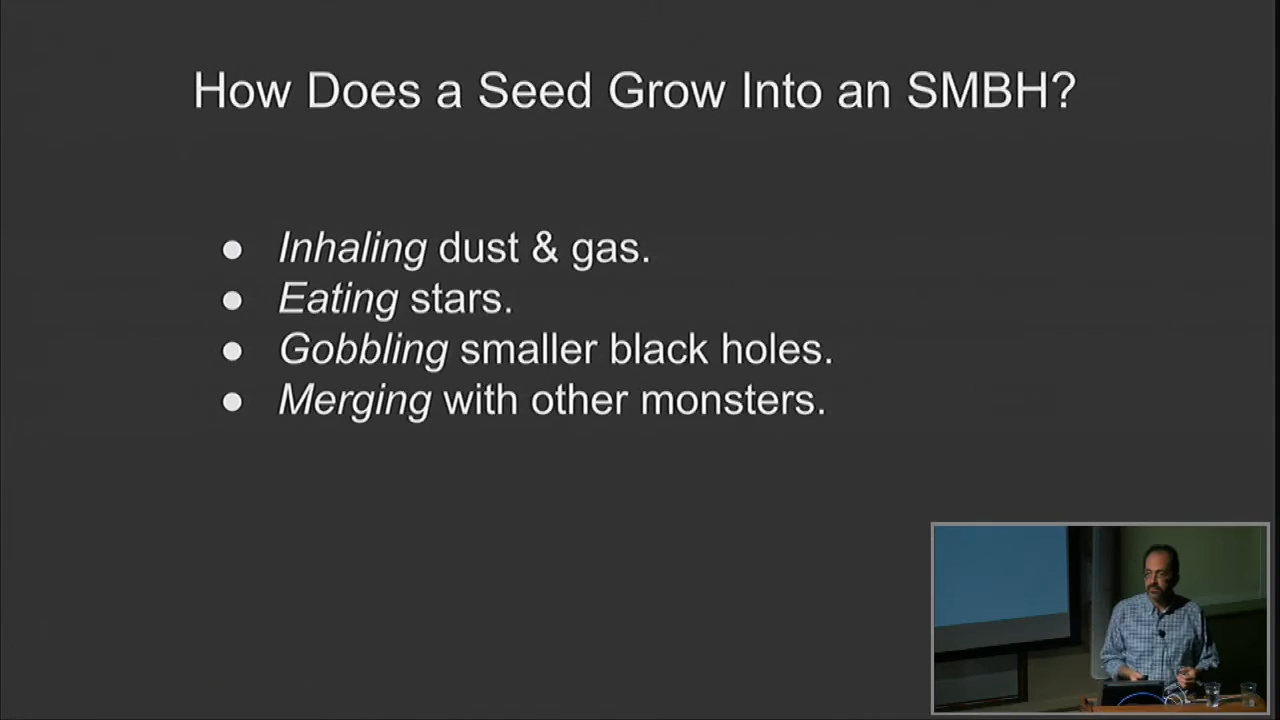 How Does a Seed Grow Into an SMBH?
● Inhaling dust & gas.
● Eating stars.
● Gobbling smaller black holes.
● Merging with other monsters.